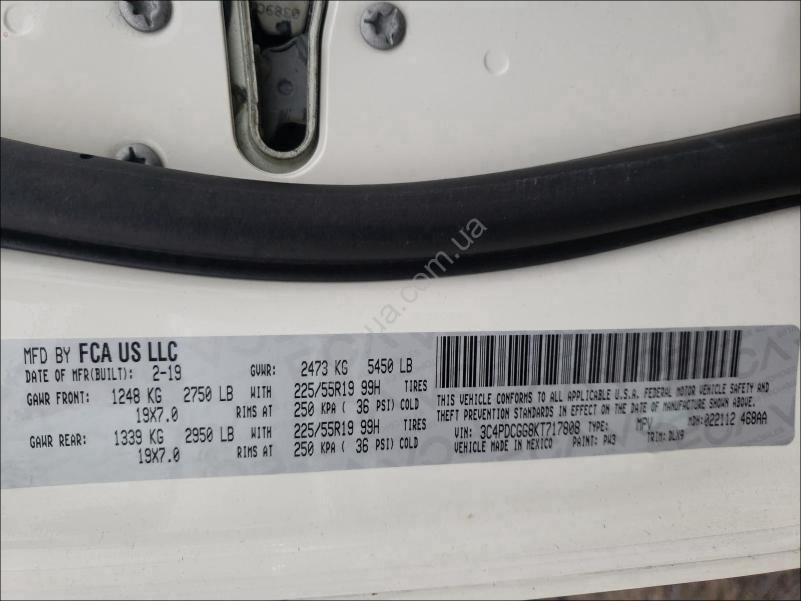 MFD BY FCA US LLC
DATE OF MFR(BUILT): 2-19 GVWR: 2473 KG 5450 LB
GAWR FRONT: 1248 KG 2750 LB WITH 225/55R19 99H TIRES
19X7.0 RIMS AT 250 KPA ( 36 PSI) COLD
GAWR REAR: 1339 KG 2950 LB WITH 225/55R19 99H TIRES
19X7.0 RIMS AT 250 KPA ( 36 PSI) COLD
THIS VEHICLE CONFORMS TO ALL APPLICABLE U.S.A. FEDERAL MOTOR VEHICLE SAFETY AND
THEFT PREVENTION STANDARDS IN EFFECT ON THE DATE OF MANUFACTURE SHOWN ABOVE.
VIN: 3C4PDCGG8KT717808 TYPE: MPV MDH: 022112 468AA
VEHICLE MADE IN MEXICO PAINT: PW3 TRIM: DLX9
FCAua.com.ua